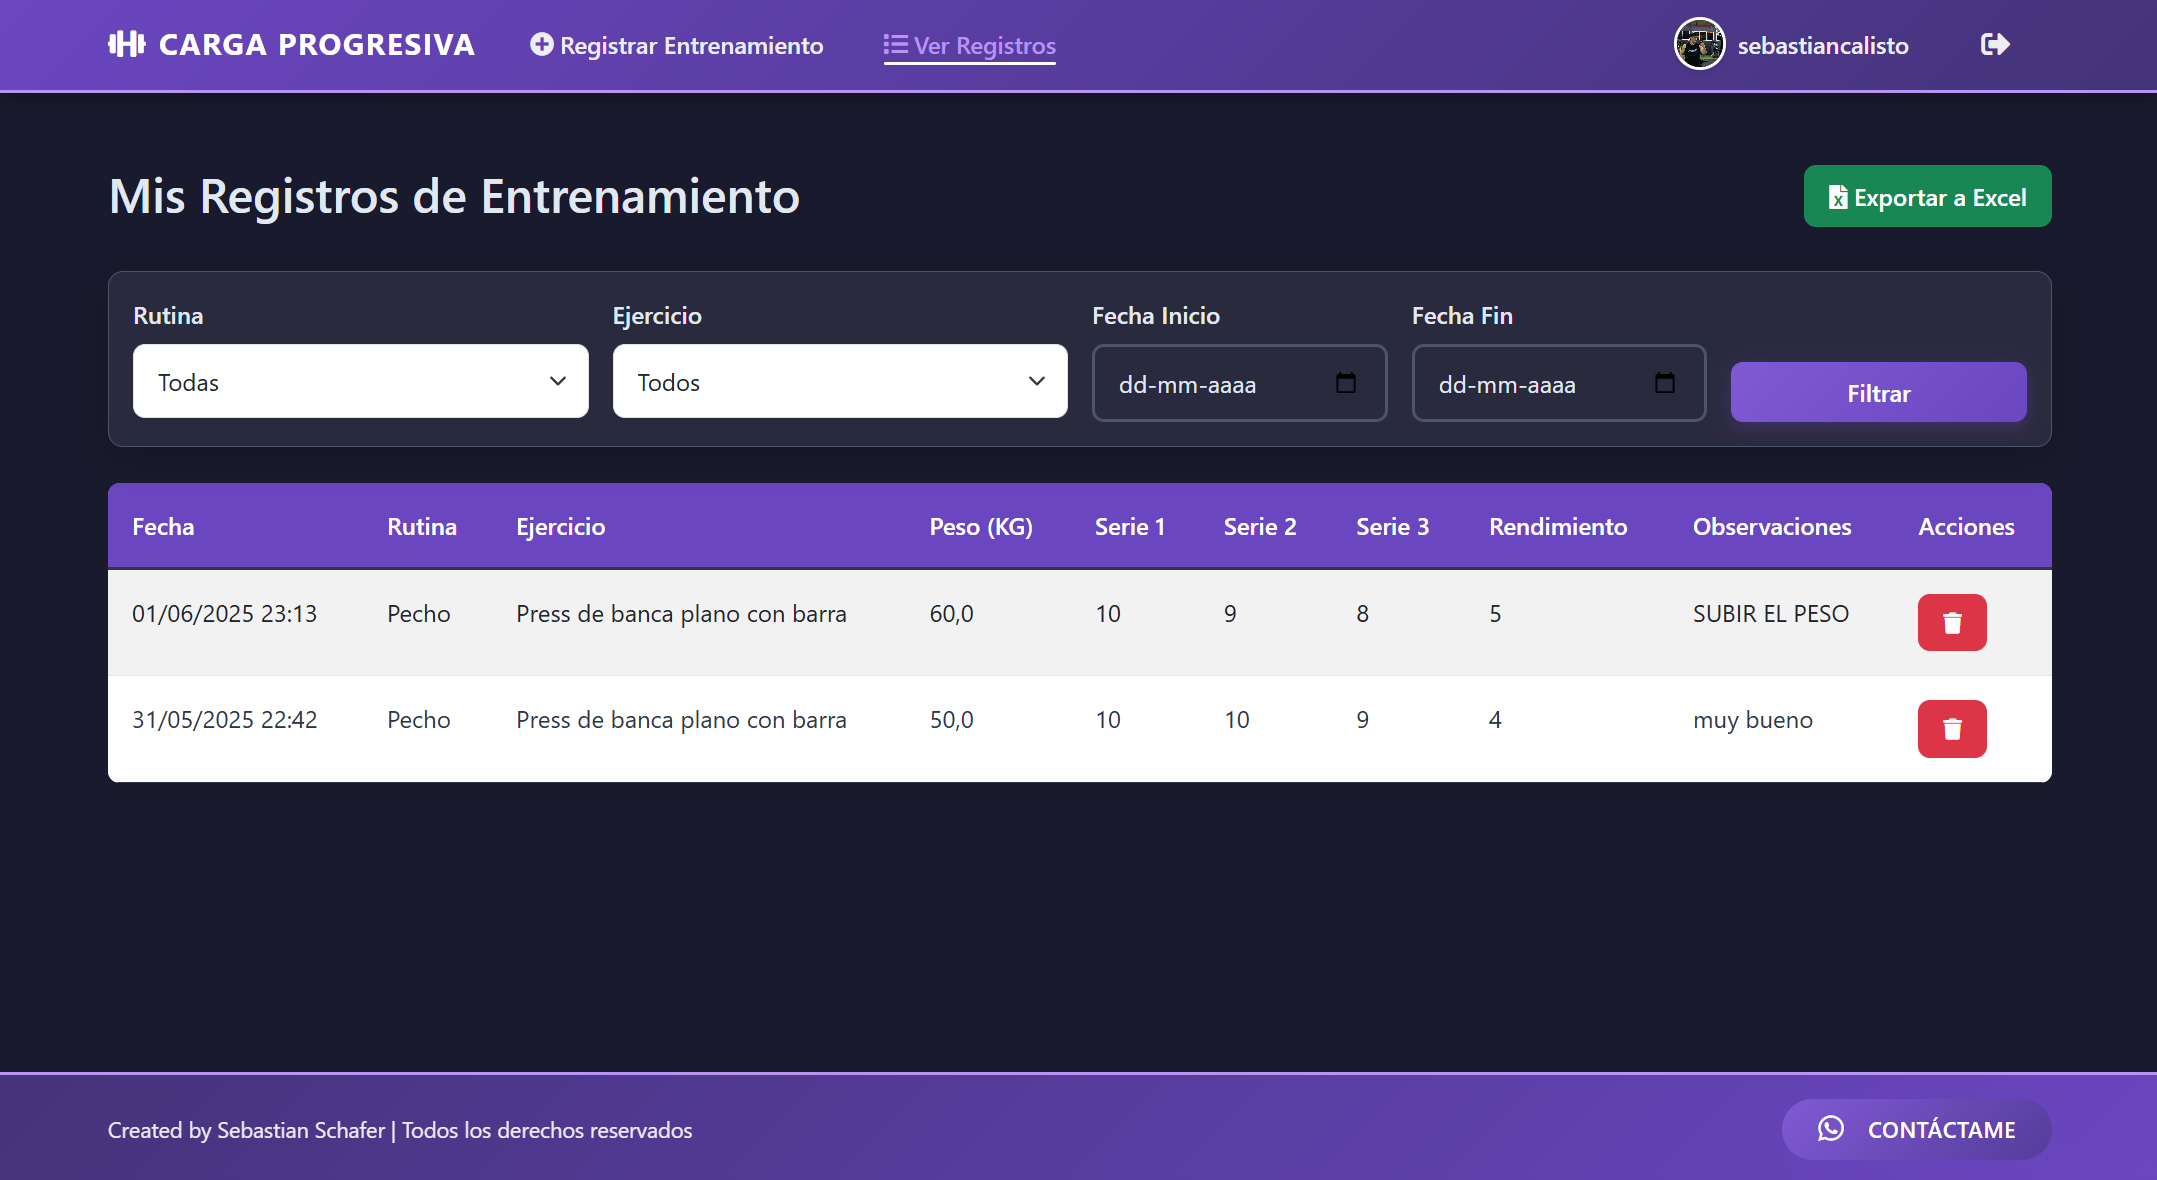 CARGA PROGRESIVA Registrar Entrenamiento Ver Registros sebastiancalisto
Mis Registros de Entrenamiento Exportar a Excel
Rutina Ejercicio Fecha Inicio Fecha Fin
Todas Todos dd-mm-aaaa dd-mm-aaaa Filtrar
Fecha Rutina Ejercicio Peso (KG) Serie 1 Serie 2 Serie 3 Rendimiento Observaciones Acciones
01/06/2025 23:13 Pecho Press de banca plano con barra 60,0 10 9 8 5 SUBIR EL PESO
31/05/2025 22:42 Pecho Press de banca plano con barra 50,0 10 10 9 4 muy bueno
Created by Sebastian Schafer | Todos los derechos reservados CONTÁCTAME